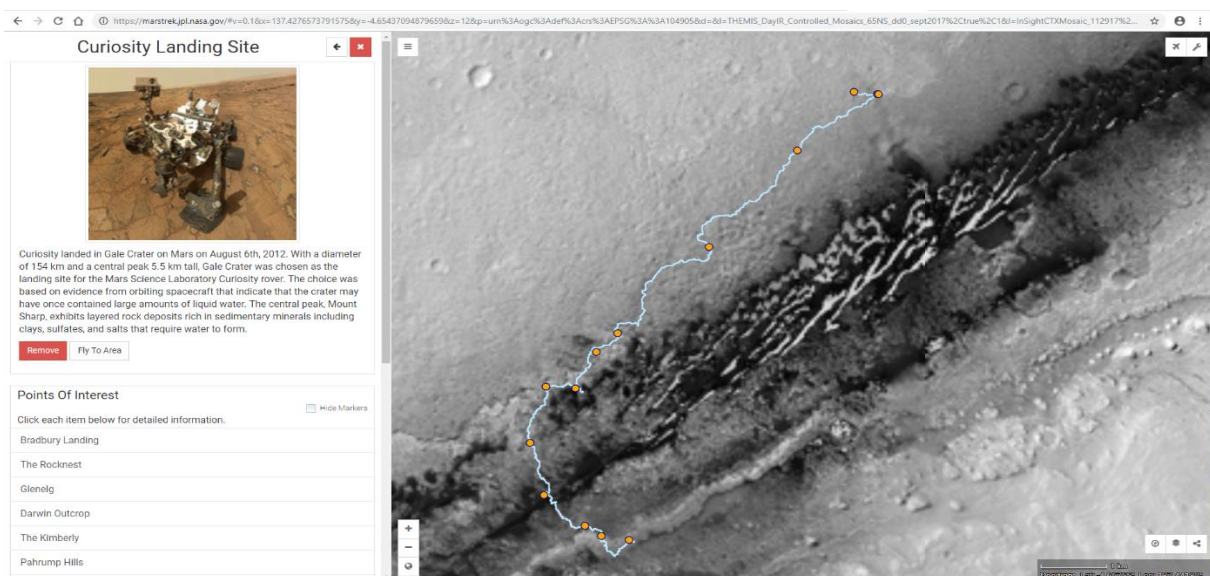 https://marstrek.jpl.nasa.gov/#v=0.1&x=137.4276573791575&y=-4.65437094879659&z=12&p=urn%3Aogc%3Adef%3Acrs%3AEPSG%3A%3A104905&d=&d=THEMIS_DayIR_Controlled_Mosaics_65NS_dd0_sept2017%2Ctrue%2C1&l=InSightCTXMosaic_112917%2...
Curiosity Landing Site
Curiosity landed in Gale Crater on Mars on August 6th, 2012. With a diameter
of 154 km and a central peak 5.5 km tall, Gale Crater was chosen as the
landing site for the Mars Science Laboratory Curiosity rover. The choice was
based on evidence from orbiting spacecraft that indicate that the crater may
have once contained large amounts of liquid water. The central peak, Mount
Sharp, exhibits layered rock deposits rich in sedimentary minerals including
clays, sulfates, and salts that require water to form.
Remove Fly To Area
Points Of Interest
Hide Markers
Click each item below for detailed information.
Bradbury Landing
The Rocknest
Glenelg
Darwin Outcrop
The Kimberly
Pahrump Hills
1 km